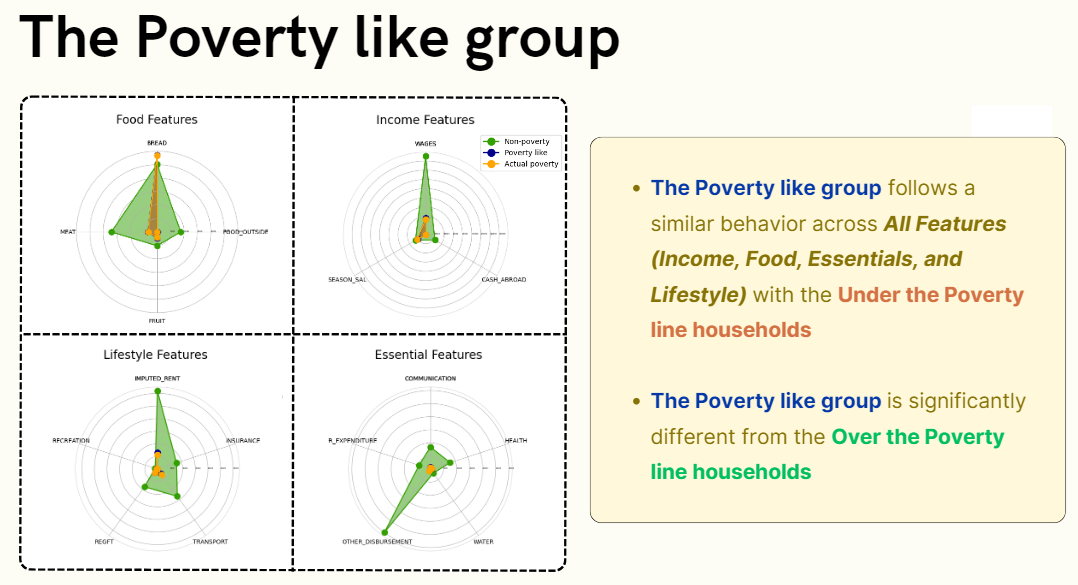 The Poverty like group
Food Features
BREAD
MEAT
FOOD_OUTSIDE
FRUIT
Income Features
Non-poverty
Poverty like
Actual poverty
WAGES
SEASON_SAL
CASH_ABROAD
Lifestyle Features
IMPUTED_RENT
RECREATION
INSURANCE
REGFT
TRANSPORT
Essential Features
COMMUNICATION
R_EXPENDITURE
HEALTH
OTHER_DISBURSEMENT
WATER
• The Poverty like group follows a
similar behavior across All Features
(Income, Food, Essentials, and
Lifestyle) with the Under the Poverty
line households
• The Poverty like group is significantly
different from the Over the Poverty
line households